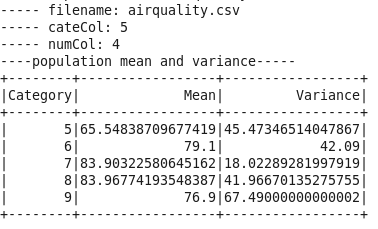 ----- filename: airquality.csv
----- cateCol: 5
----- numCol: 4
----population mean and variance-----
+--------+-----------------+-----------------+
|Category|             Mean|         Variance|
+--------+-----------------+-----------------+
|       5|65.54838709677419|45.47346514047867|
|       6|             79.1|            42.09|
|       7|83.90322580645162|18.02289281997919|
|       8|83.96774193548387|41.96670135275755|
|       9|             76.9|67.49000000000002|
+--------+-----------------+-----------------+